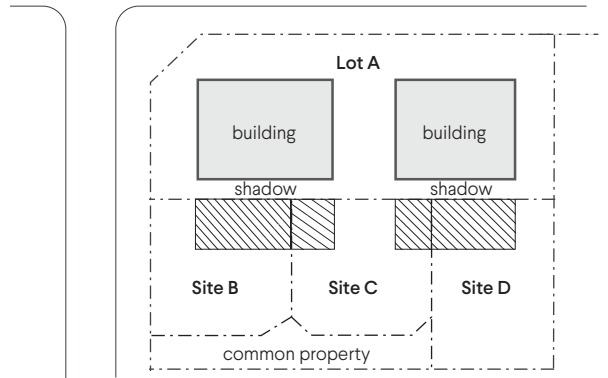 Lot A
building
building
shadow
shadow
Site B
Site C
Site D
common property